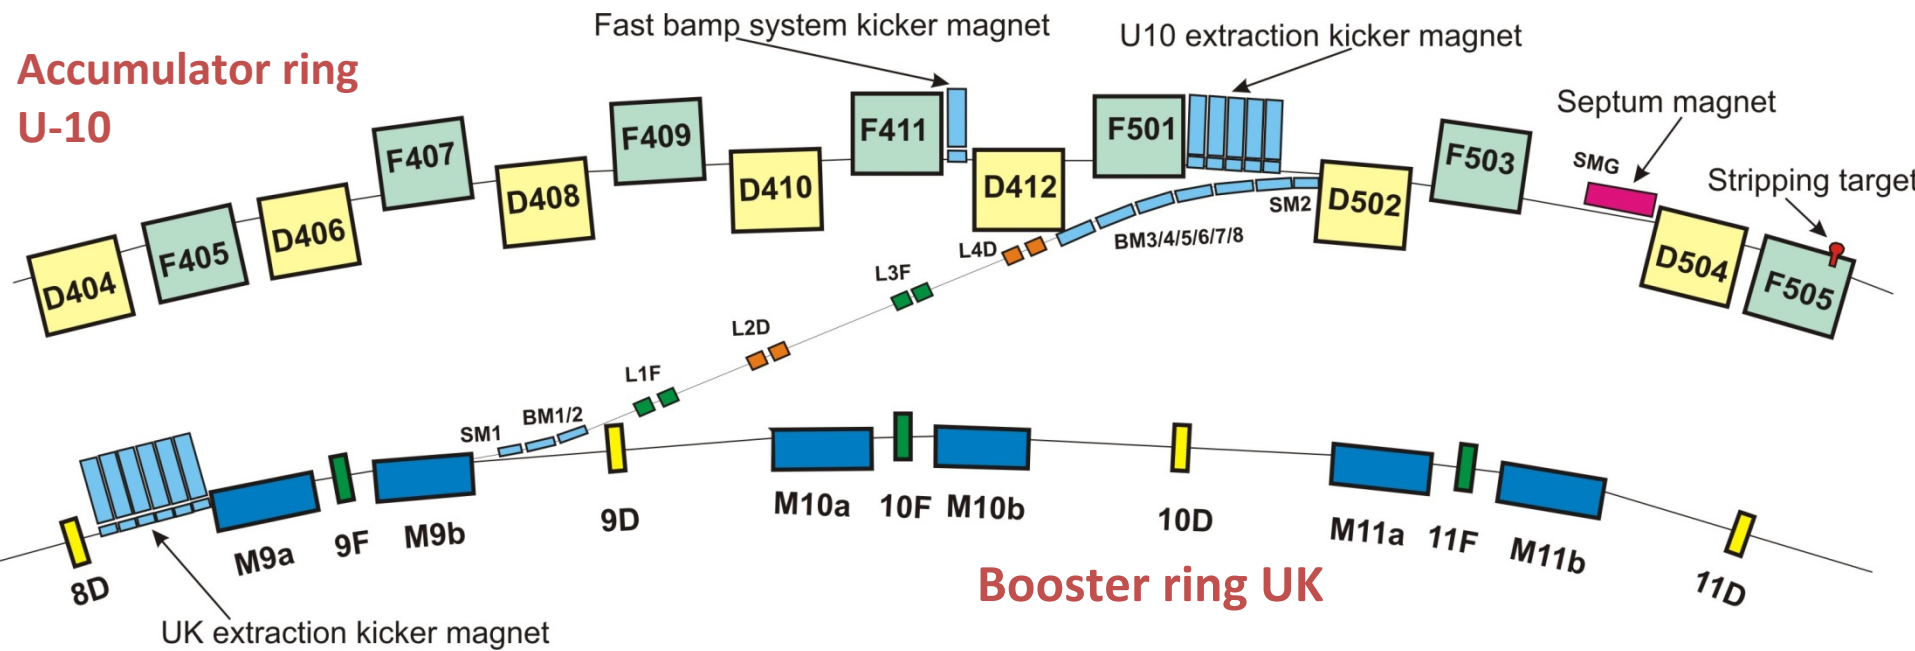 Fast bamp system kicker magnet
U10 extraction kicker magnet
Accumulator ring
U-10
Septum magnet
SMG
Stripping target
D404
F405
D406
F407
D408
F409
D410
F411
D412
F501
D502
F503
D504
F505
SM2
BM3/4/5/6/7/8
L4D
L3F
L2D
L1F
BM1/2
SM1
8D
M9a
9F
M9b
9D
M10a
10F
M10b
10D
M11a
11F
M11b
11D
Booster ring UK
UK extraction kicker magnet